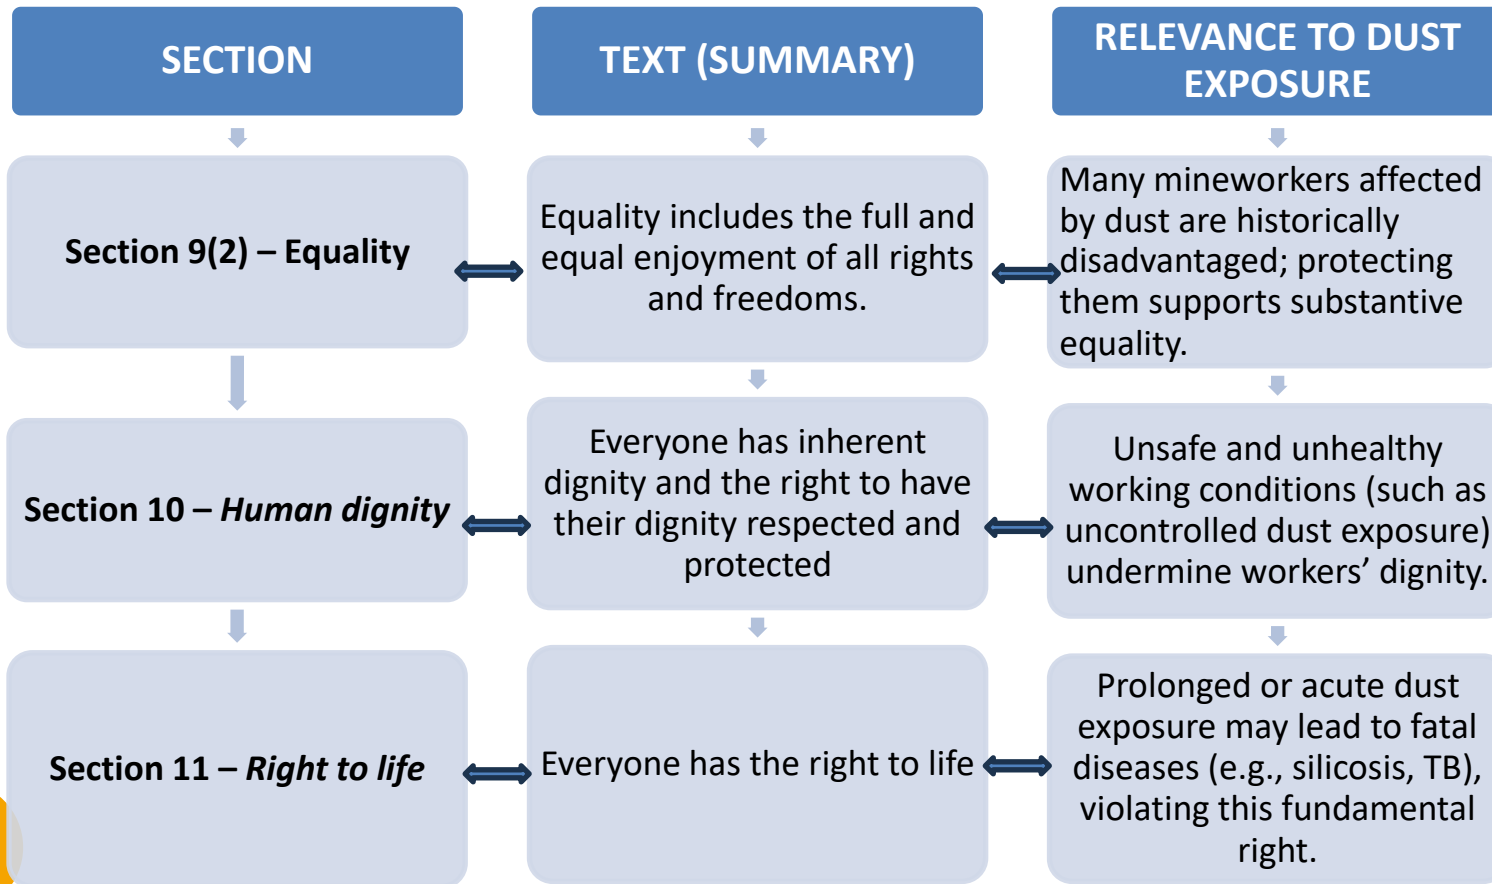 SECTION
TEXT (SUMMARY)
RELEVANCE TO DUST
EXPOSURE
Section 9(2) – Equality
Equality includes the full and
equal enjoyment of all rights
and freedoms.
Many mineworkers affected
by dust are historically
disadvantaged; protecting
them supports substantive
equality.
Section 10 – Human dignity
Everyone has inherent
dignity and the right to have
their dignity respected and
protected
Unsafe and unhealthy
working conditions (such as
uncontrolled dust exposure)
undermine workers’ dignity.
Section 11 – Right to life
Everyone has the right to life
Prolonged or acute dust
exposure may lead to fatal
diseases (e.g., silicosis, TB),
violating this fundamental
right.